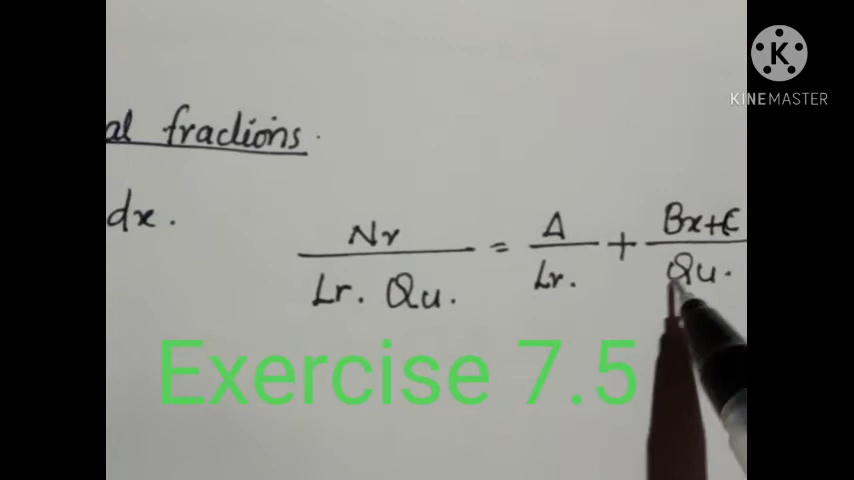 KINEMASTER
al fractions.
dx.
Nr / Lr. Qu. = A / Lr. + Bx+C / Qu.
Exercise 7.5